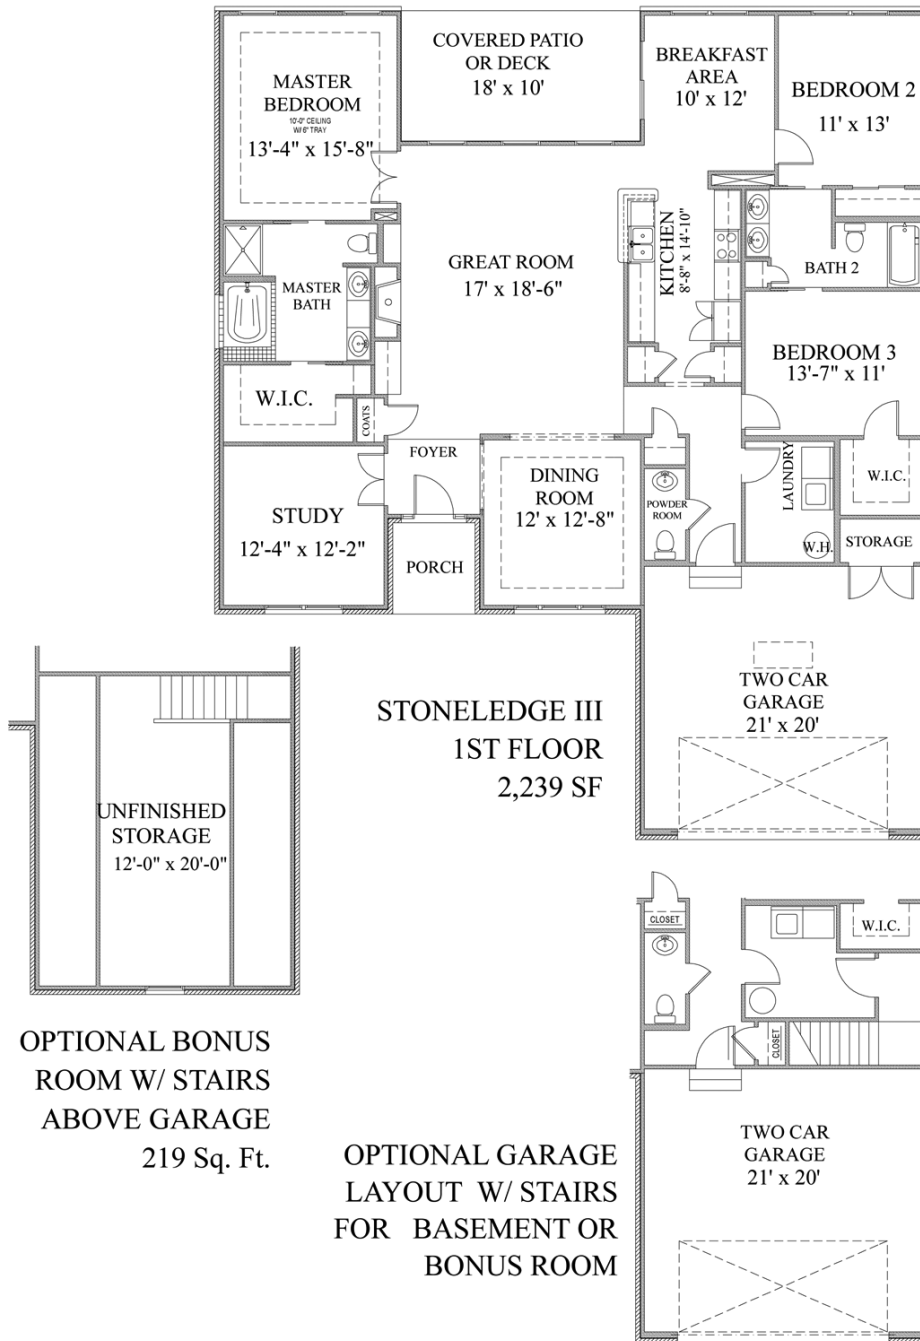 MASTER
BEDROOM
10'-0" CEILING
W/ 6" TRAY
13'-4" x 15'-8"
COVERED PATIO
OR DECK
18' x 10'
BREAKFAST
AREA
10' x 12'
BEDROOM 2
11' x 13'
GREAT ROOM
17' x 18'-6"
KITCHEN
8'-8" x 14'-10"
BATH 2
MASTER
BATH
W.I.C.
COATS
BEDROOM 3
13'-7" x 11'
FOYER
DINING
ROOM
12' x 12'-8"
STUDY
12'-4" x 12'-2"
PORCH
POWDER
ROOM
LAUNDRY
W.H.
W.I.C.
STORAGE
TWO CAR
GARAGE
21' x 20'
STONELEDGE III
1ST FLOOR
2,239 SF
UNFINISHED
STORAGE
12'-0" x 20'-0"
OPTIONAL BONUS
ROOM W/ STAIRS
ABOVE GARAGE
219 Sq. Ft.
CLOSET
W.I.C.
CLOSET
TWO CAR
GARAGE
21' x 20'
OPTIONAL GARAGE
LAYOUT W/ STAIRS
FOR BASEMENT OR
BONUS ROOM